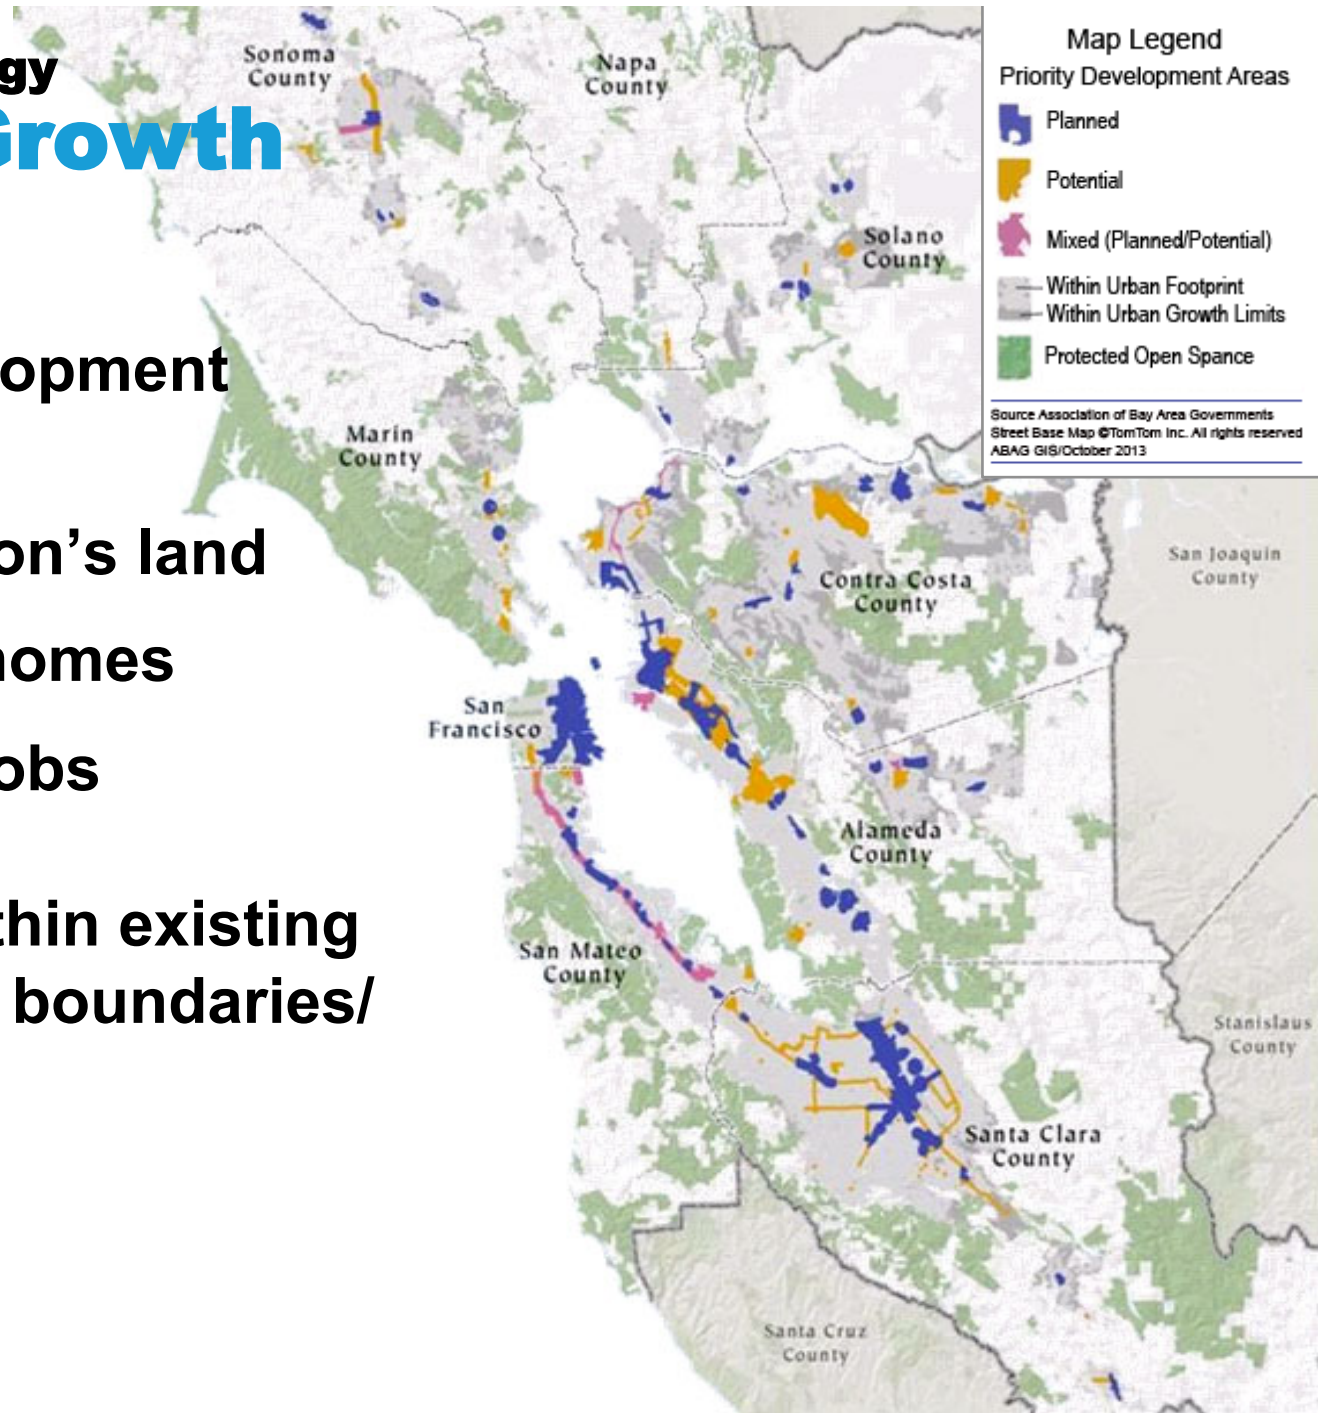 gy
Growth
opment
on's land
homes
obs
thin existing
boundaries/
Map Legend
Priority Development Areas
Planned
Potential
Mixed (Planned/Potential)
Within Urban Footprint
Within Urban Growth Limits
Protected Open Spance
Source Association of Bay Area Governments
Street Base Map ©TomTom Inc. All rights reserved
ABAG GIS/October 2013
Sonoma
County
Napa
County
Solano
County
Marin
County
Contra Costa
County
San Joaquin
County
San
Francisco
Alameda
County
San Mateo
County
Stanislaus
County
Santa Clara
County
Santa Cruz
County